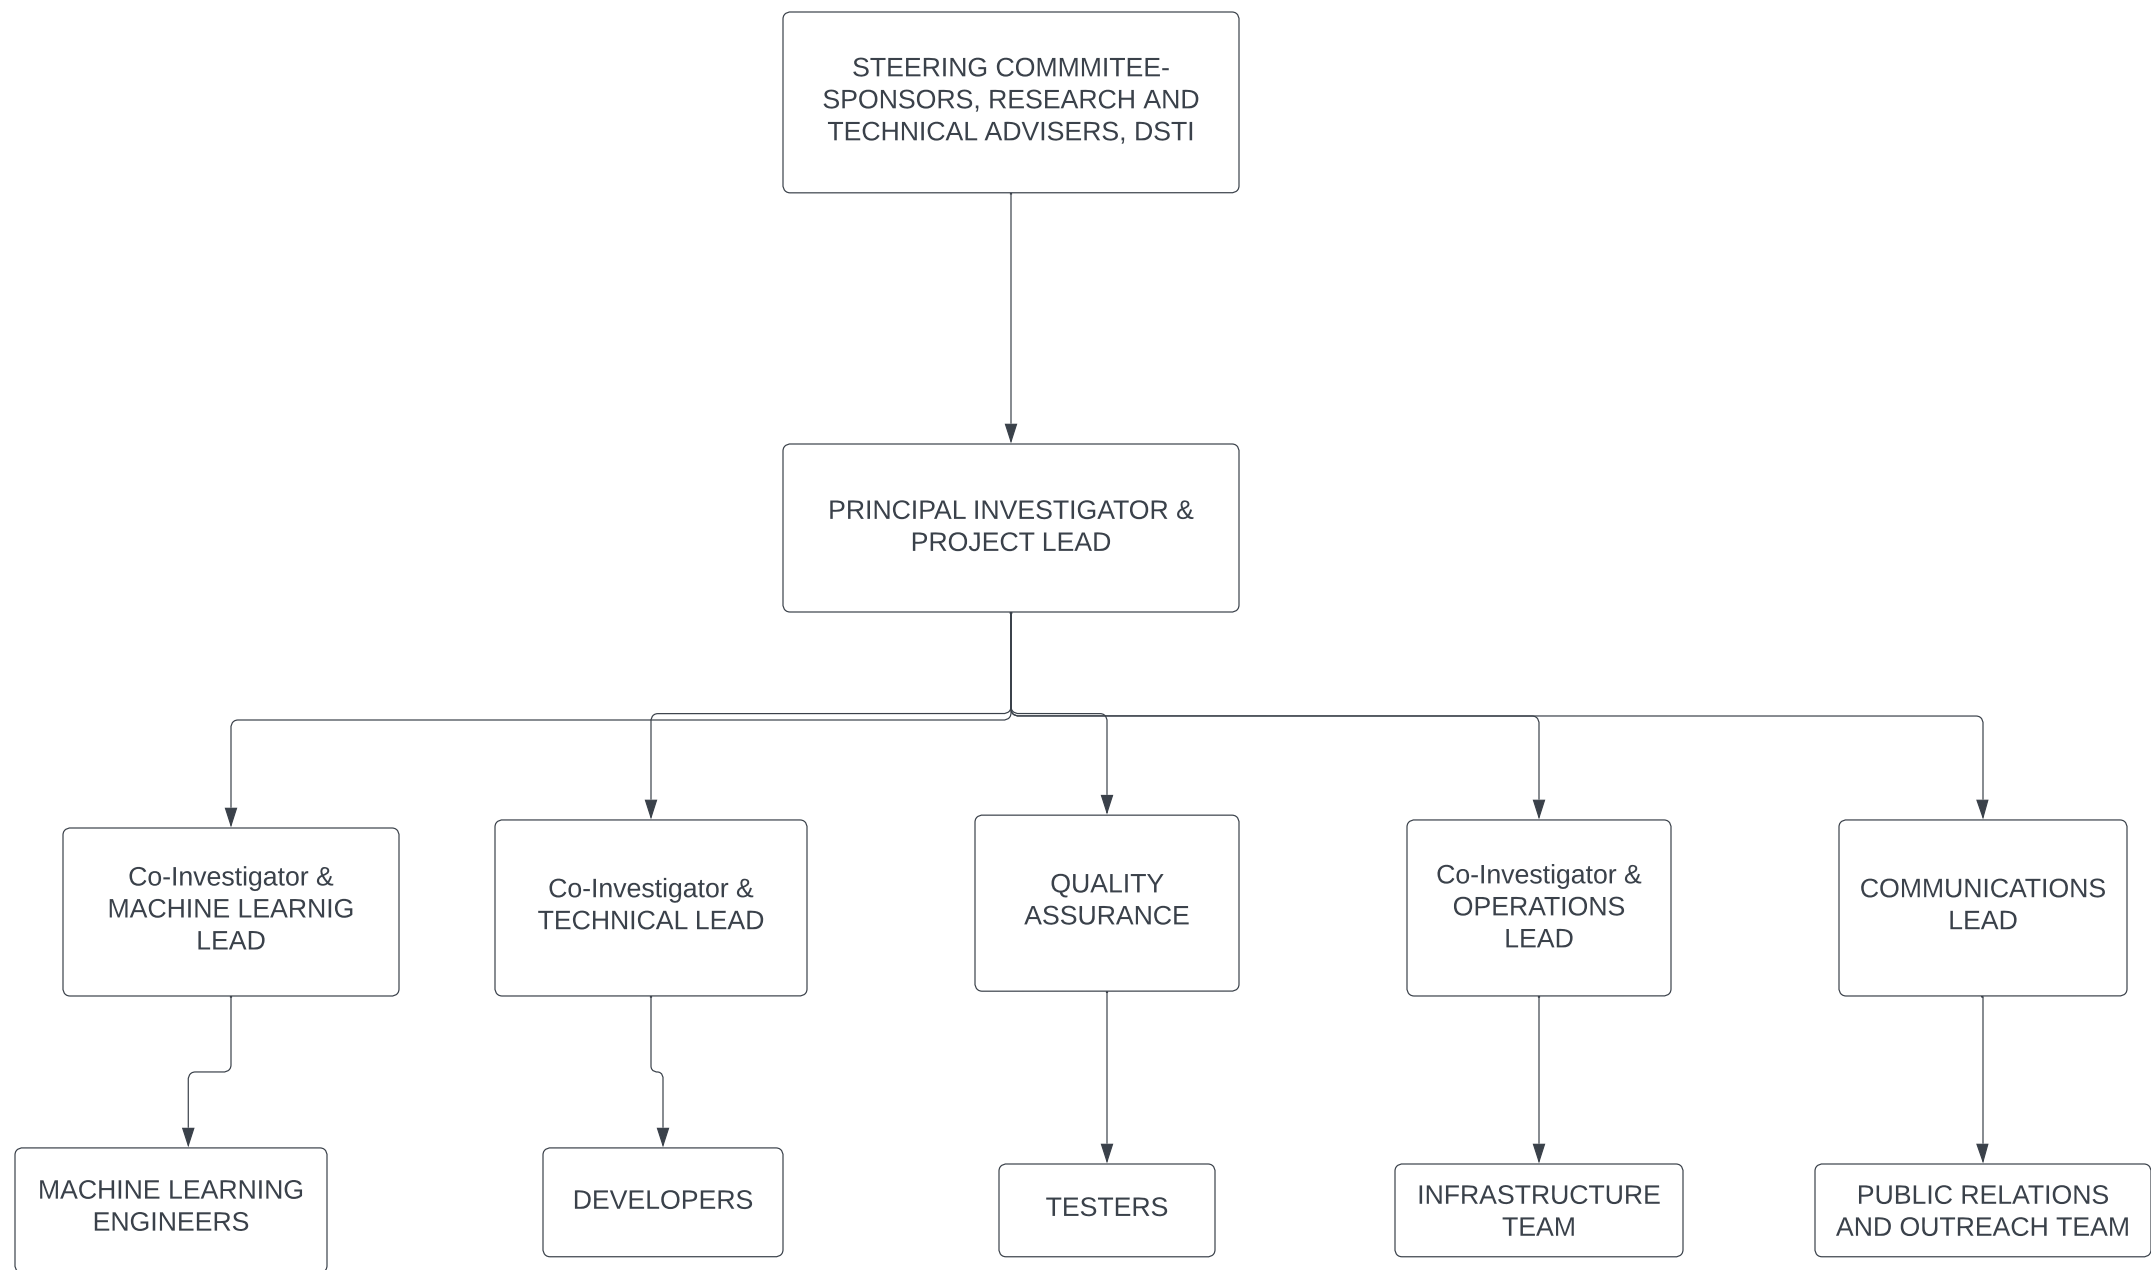 STEERING COMMMITEE-
SPONSORS, RESEARCH AND
TECHNICAL ADVISERS, DSTI
PRINCIPAL INVESTIGATOR &
PROJECT LEAD
Co-Investigator &
MACHINE LEARNIG
LEAD
Co-Investigator &
TECHNICAL LEAD
QUALITY
ASSURANCE
Co-Investigator &
OPERATIONS
LEAD
COMMUNICATIONS
LEAD
MACHINE LEARNING
ENGINEERS
DEVELOPERS
TESTERS
INFRASTRUCTURE
TEAM
PUBLIC RELATIONS
AND OUTREACH TEAM